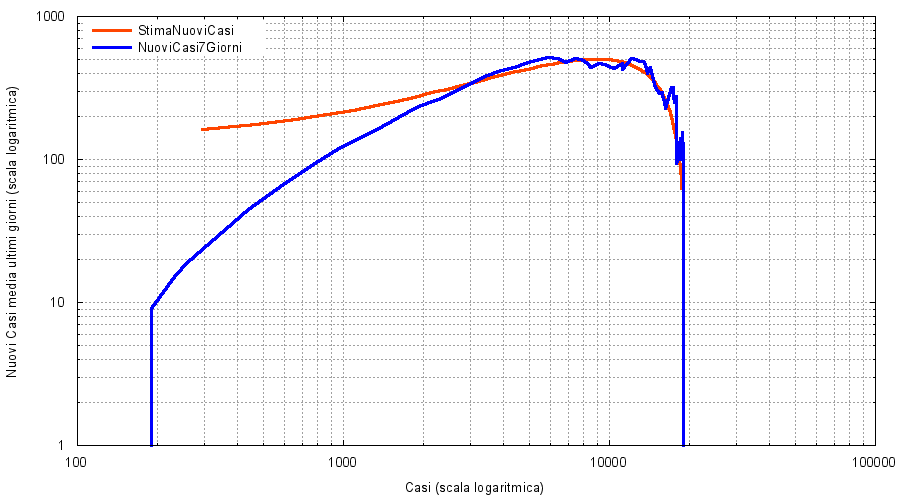 1000
StimaNuoviCasi
NuoviCasi7Giorni
100
10
1
100
1000
10000
100000
Nuovi Casi media ultimi giorni (scala logaritmica)
Casi (scala logaritmica)